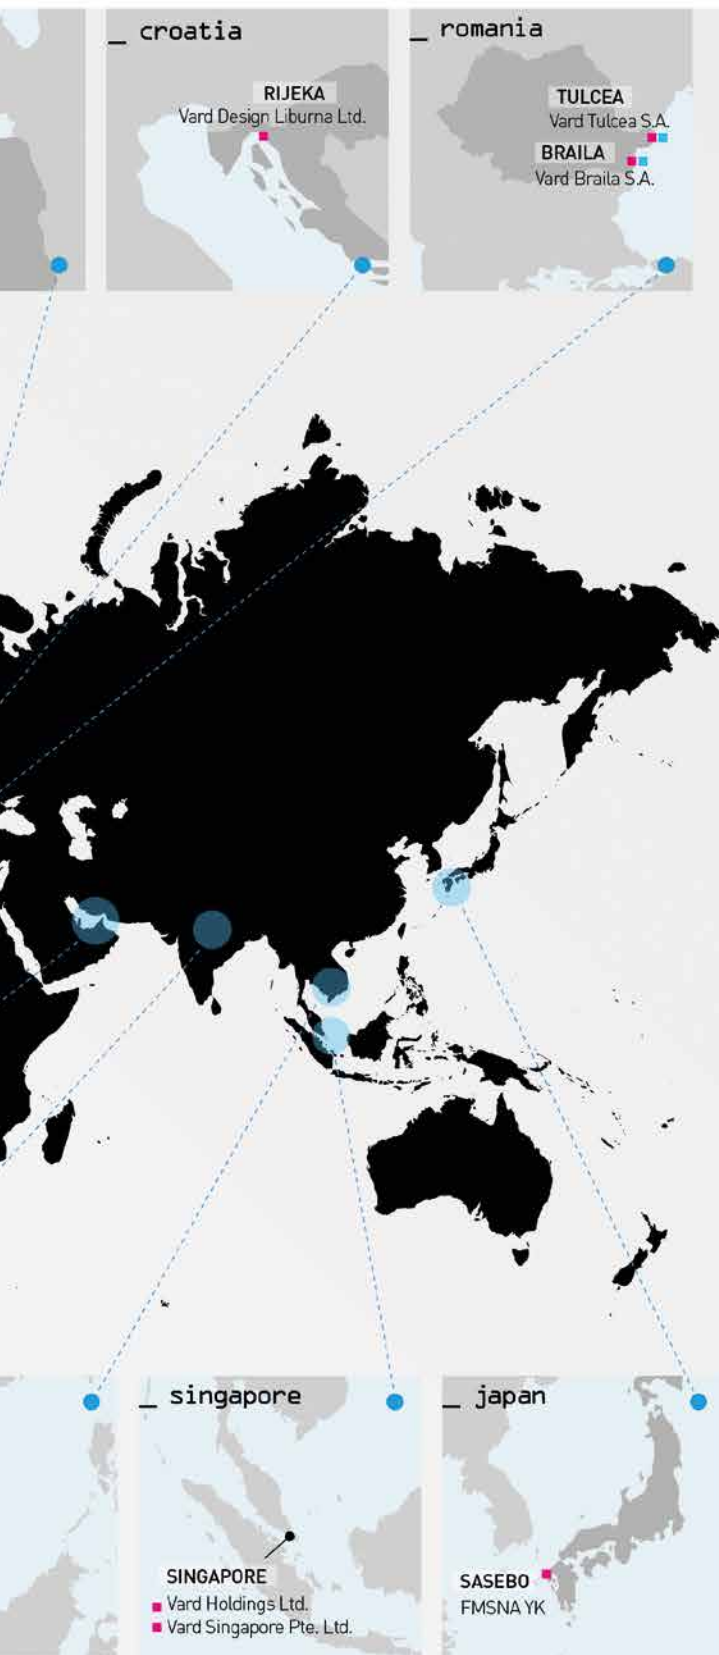 _ croatia
RIJEKA
Vard Design Liburna Ltd.
_ romania
TULCEA
Vard Tulcea S.A.
BRAILA
Vard Braila S.A.
_ singapore
SINGAPORE
Vard Holdings Ltd.
Vard Singapore Pte. Ltd.
_ japan
SASEBO
FMSNA YK